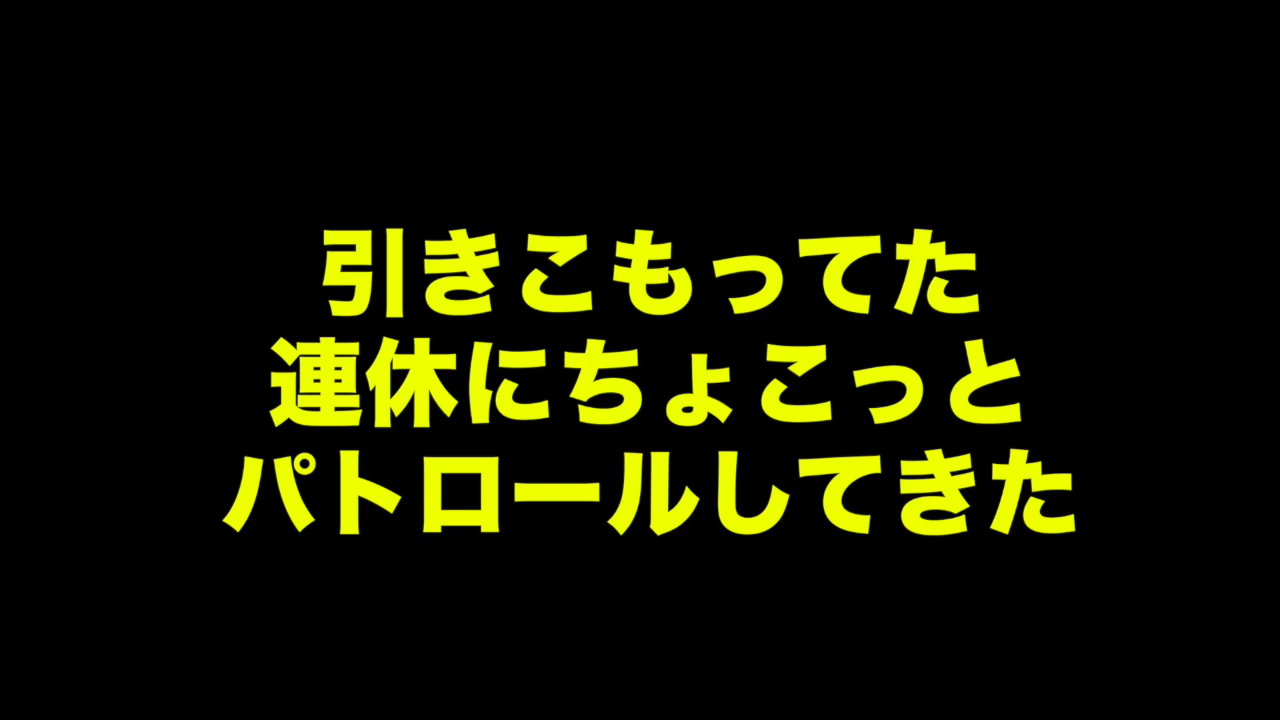 引きこもってた
連休にちょこっと
パトロールしてきた